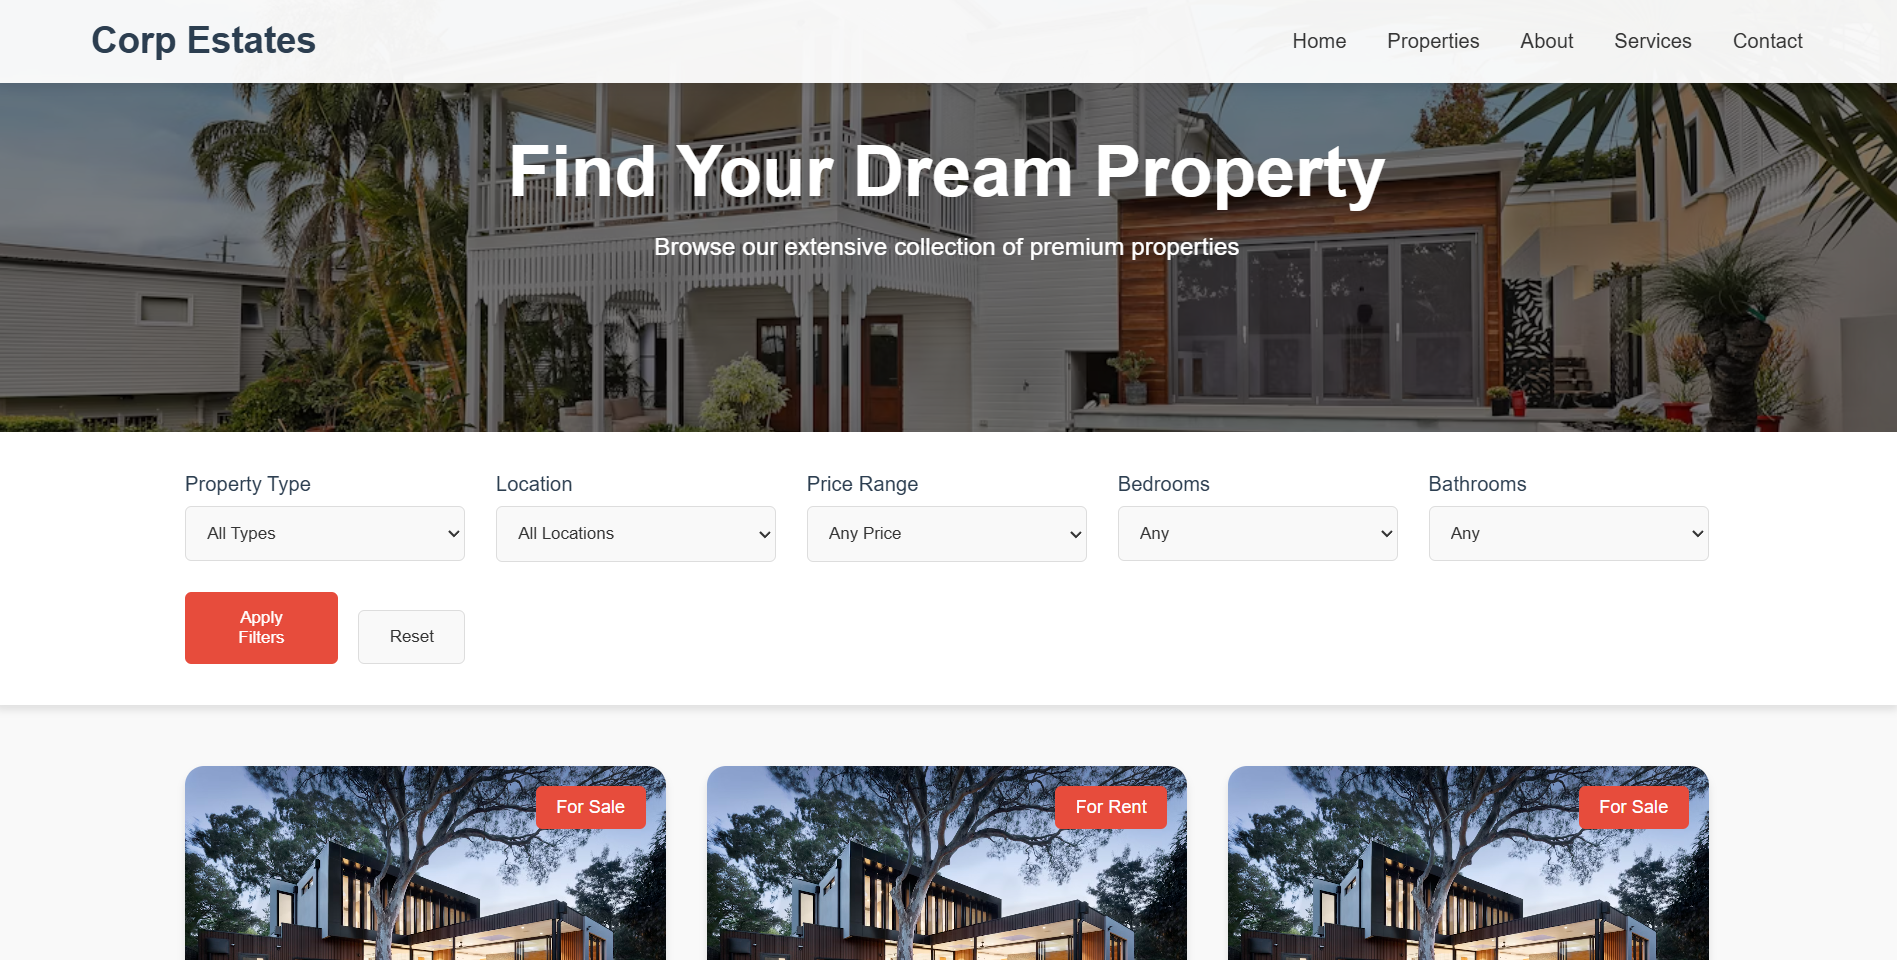 Corp Estates
Home Properties About Services Contact
Find Your Dream Property
Browse our extensive collection of premium properties
Property Type Location Price Range Bedrooms Bathrooms
All Types All Locations Any Price Any Any
Apply
Filters
Reset
For Sale For Rent For Sale